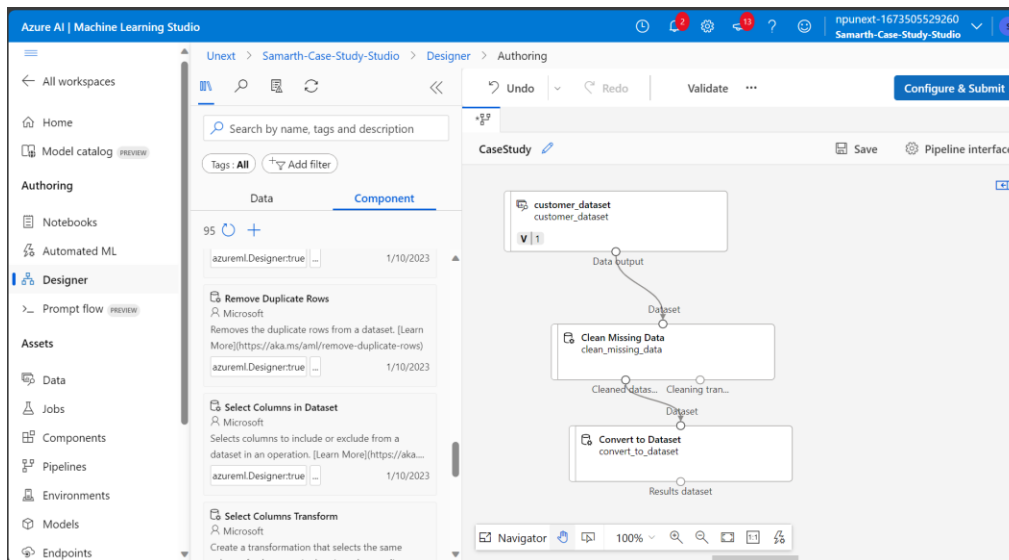 Azure AI | Machine Learning Studio
2
13
?
npunext-1673505529260
Samarth-Case-Study-Studio
All workspaces
Home
Model catalog PREVIEW
Authoring
Notebooks
Automated ML
Designer
Prompt flow PREVIEW
Assets
Data
Jobs
Components
Pipelines
Environments
Models
Endpoints
Unext > Samarth-Case-Study-Studio > Designer > Authoring
Search by name, tags and description
Tags : All
Add filter
Data
Component
95
azureml.Designer:true ... 1/10/2023
Remove Duplicate Rows
Microsoft
Removes the duplicate rows from a dataset. [Learn
More](https://aka.ms/aml/remove-duplicate-rows)
azureml.Designer:true ... 1/10/2023
Select Columns in Dataset
Microsoft
Selects columns to include or exclude from a
dataset in an operation. [Learn More](https://aka....
azureml.Designer:true ... 1/10/2023
Select Columns Transform
Microsoft
Create a transformation that selects the same
Undo
Redo
Validate
Configure & Submit
CaseStudy
Save
Pipeline interface
customer_dataset
customer_dataset
V | 1
Data output
Dataset
Clean Missing Data
clean_missing_data
Cleaned datas... Cleaning tran...
Dataset
Convert to Dataset
convert_to_dataset
Results dataset
Navigator
100%
1:1